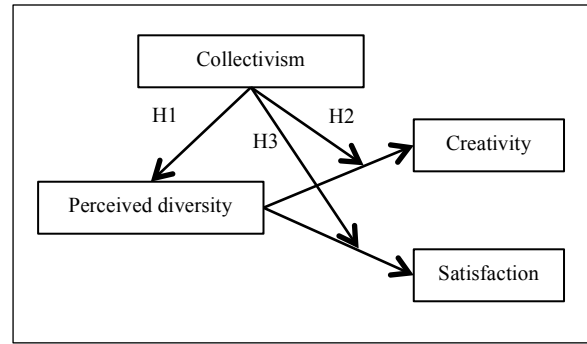 Collectivism
H1
H2
H3
Creativity
Perceived diversity
Satisfaction